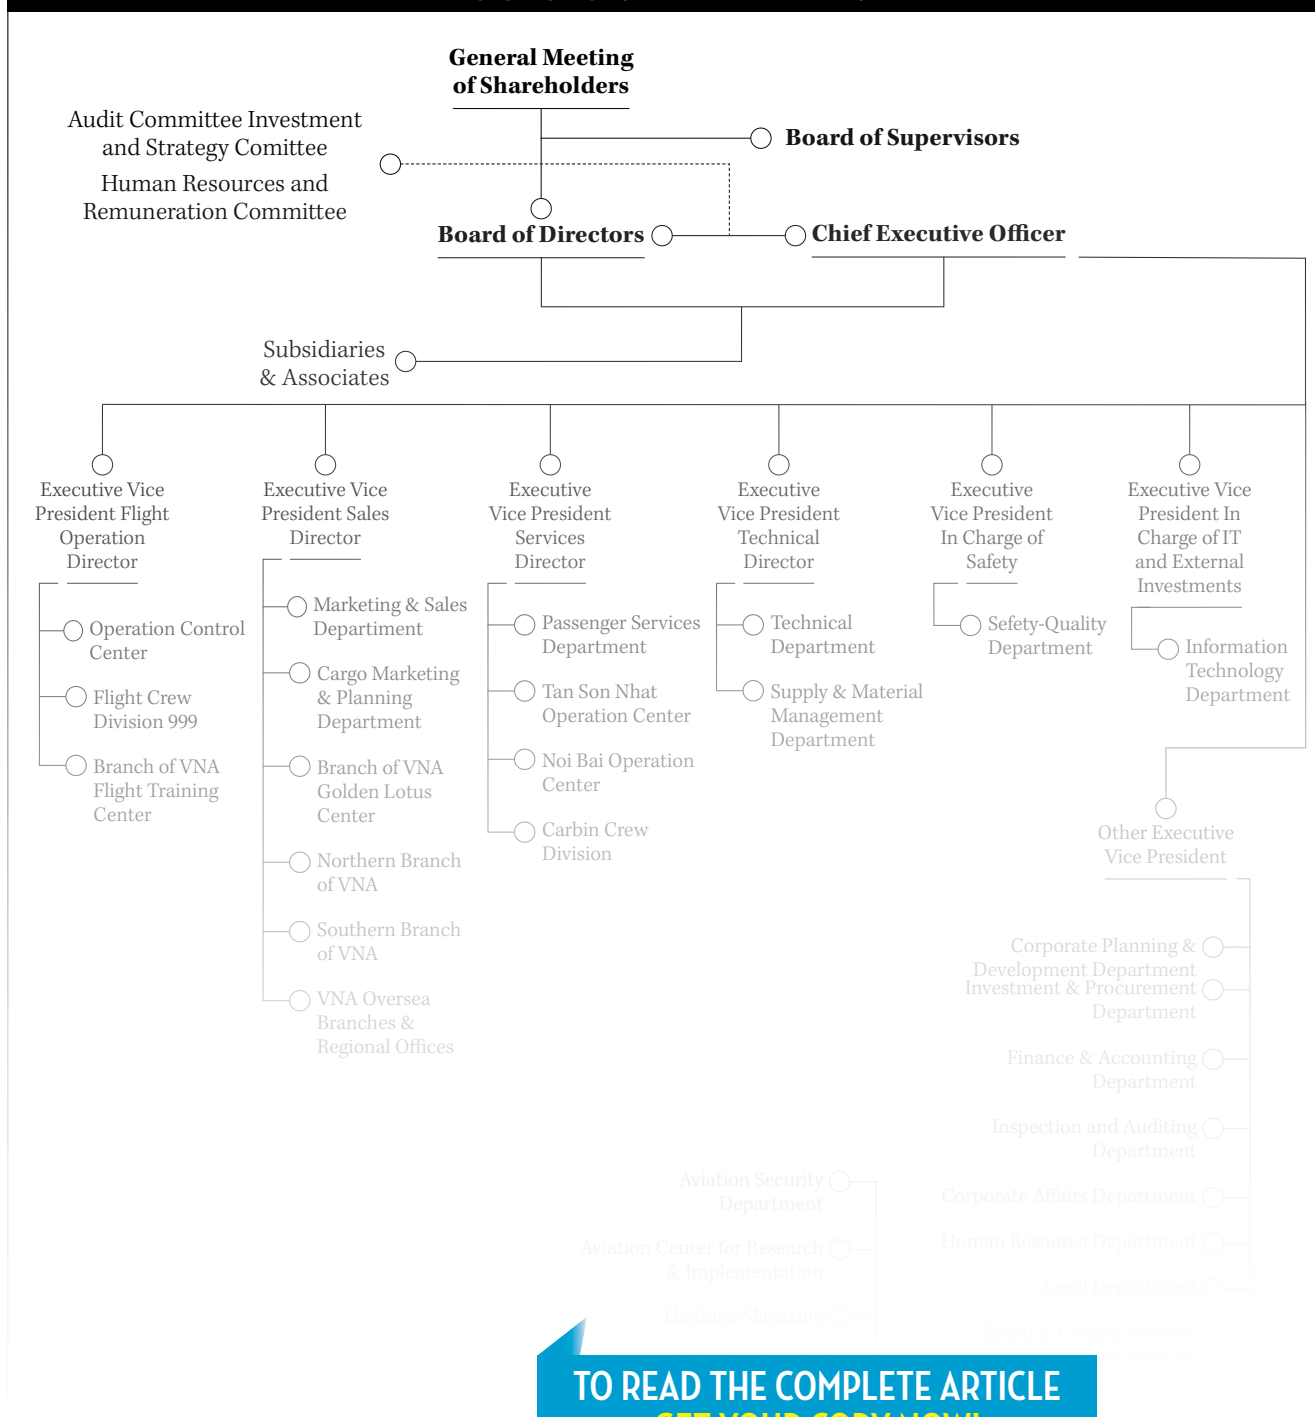 General Meeting
of Shareholders
Audit Committee Investment
and Strategy Comittee
Human Resources and
Remuneration Committee
Board of Supervisors
Board of Directors
Chief Executive Officer
Subsidiaries
& Associates
Executive Vice
President Flight
Operation
Director
Operation Control
Center
Flight Crew
Division 999
Branch of VNA
Flight Training
Center
Executive Vice
President Sales
Director
Marketing & Sales
Departiment
Cargo Marketing
& Planning
Department
Branch of VNA
Golden Lotus
Center
Northern Branch
of VNA
Southern Branch
of VNA
VNA Oversea
Branches &
Regional Offices
Executive
Vice President
Services
Director
Passenger Services
Department
Tan Son Nhat
Operation Center
Noi Bai Operation
Center
Carbin Crew
Division
Executive
Vice President
Technical
Director
Technical
Department
Supply & Material
Management
Department
Executive
Vice President
In Charge of
Safety
Sefety-Quality
Department
Executive Vice
President In
Charge of IT
and External
Investments
Information
Technology
Department
Other Executive
Vice President
Corporate Planning &
Development Department
Investment & Procurement
Department
Finance & Accounting
Department
Inspection and Auditing
Department
Corporate Affairs Department
Human Resource Department
Legal Department
Aviation Security
Department
Aviation Center for Research
& Implementation
Heritage Magazine
TO READ THE COMPLETE ARTICLE
GET YOUR COPY NOW!